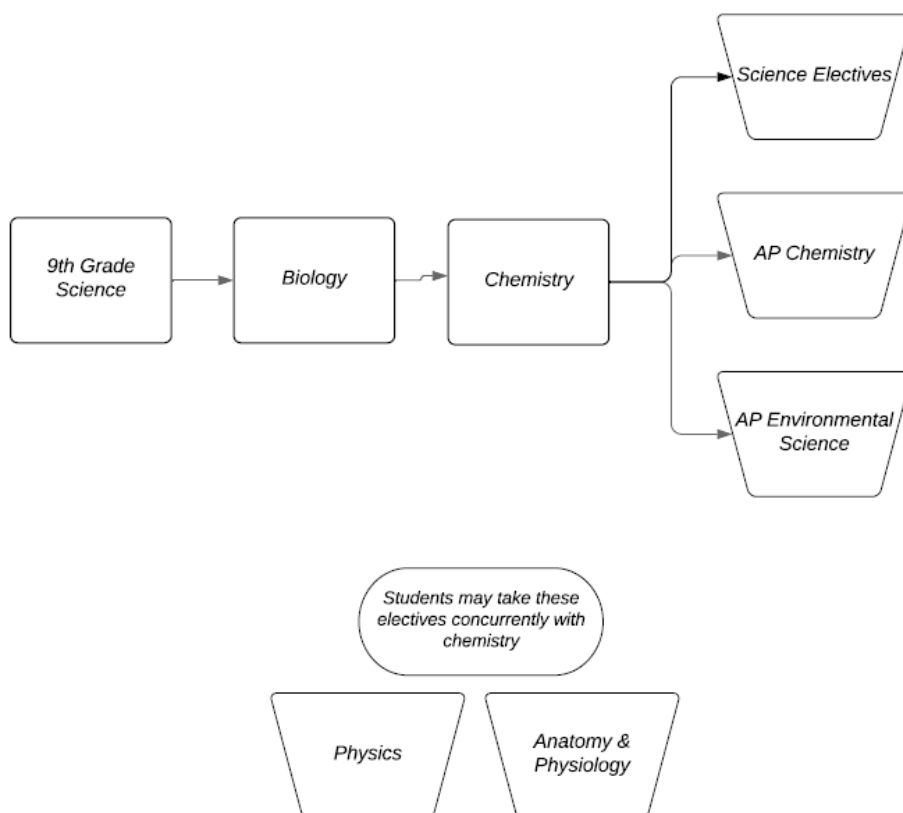 Science Electives
9th Grade
Science
Biology
Chemistry
AP Chemistry
AP Environmental
Science
Students may take these
electives concurrently with
chemistry
Physics
Anatomy &
Physiology